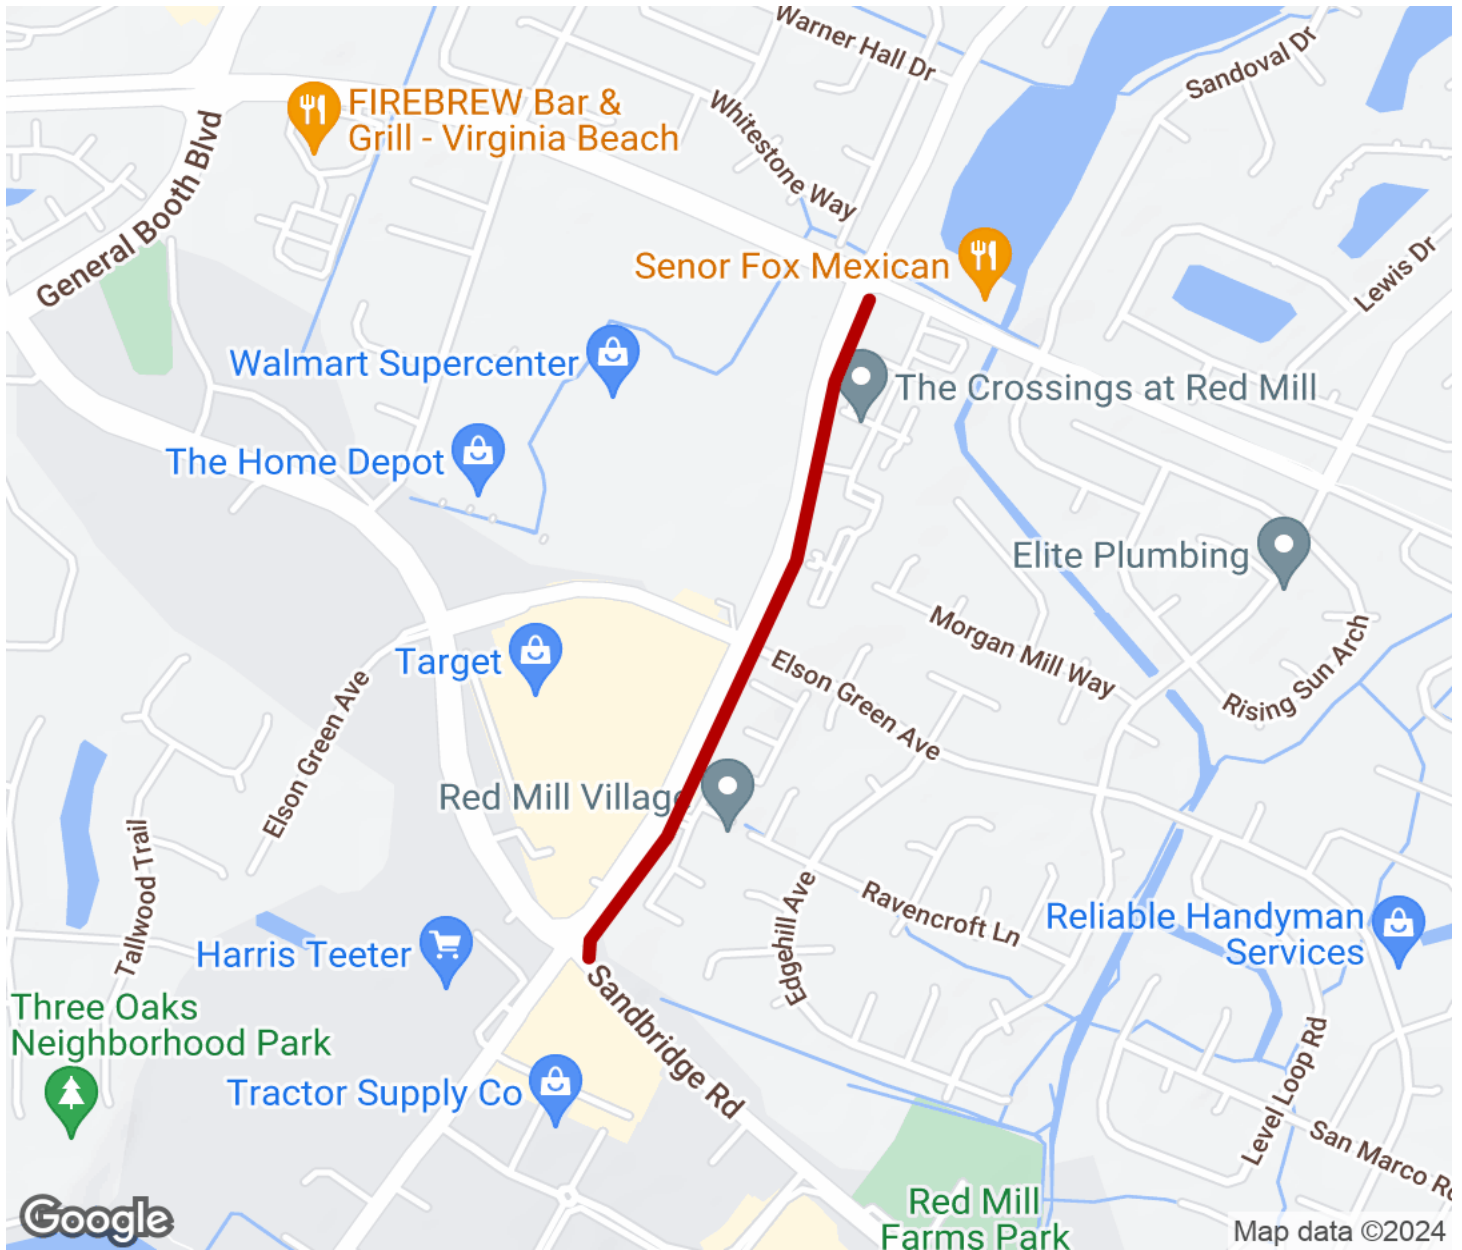 Warner Hall Dr
Sandoval Dr
FIREBREW Bar &
Grill - Virginia Beach
Whitestone Way
General Booth Blvd
Senor Fox Mexican
Lewis Dr
Walmart Supercenter
The Crossings at Red Mill
The Home Depot
Elite Plumbing
Morgan Mill Way
Rising Sun Arch
Target
Elson Green Ave
Elson Green Ave
Red Mill Village
Tallwood Trail
Edgehill Ave
Ravencroft Ln
Reliable Handyman
Services
Harris Teeter
Sandbridge Rd
Three Oaks
Neighborhood Park
Tractor Supply Co
Level Loop Rd
San Marco R
Red Mill
Farms Park
Google
Map data ©2024